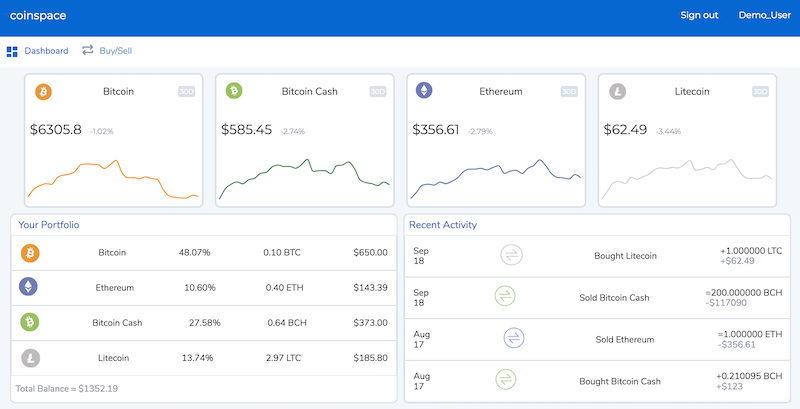 coinspace
Sign out
Demo_User
Dashboard
Buy/Sell
Bitcoin
30D
$6305.8 -1.02%
Bitcoin Cash
30D
$585.45 -2.74%
Ethereum
30D
$356.61 -2.79%
Litecoin
30D
$62.49 -3.44%
Your Portfolio
Bitcoin 48.07% 0.10 BTC $650.00
Ethereum 10.60% 0.40 ETH $143.39
Bitcoin Cash 27.58% 0.64 BCH $373.00
Litecoin 13.74% 2.97 LTC $185.80
Total Balance ≈ $1352.19
Recent Activity
Sep
18
Bought Litecoin
+1.000000 LTC
+$62.49
Sep
18
Sold Bitcoin Cash
=200.000000 BCH
-$117090
Aug
17
Sold Ethereum
=1.000000 ETH
-$356.61
Aug
17
Bought Bitcoin Cash
+0.210095 BCH
+$123